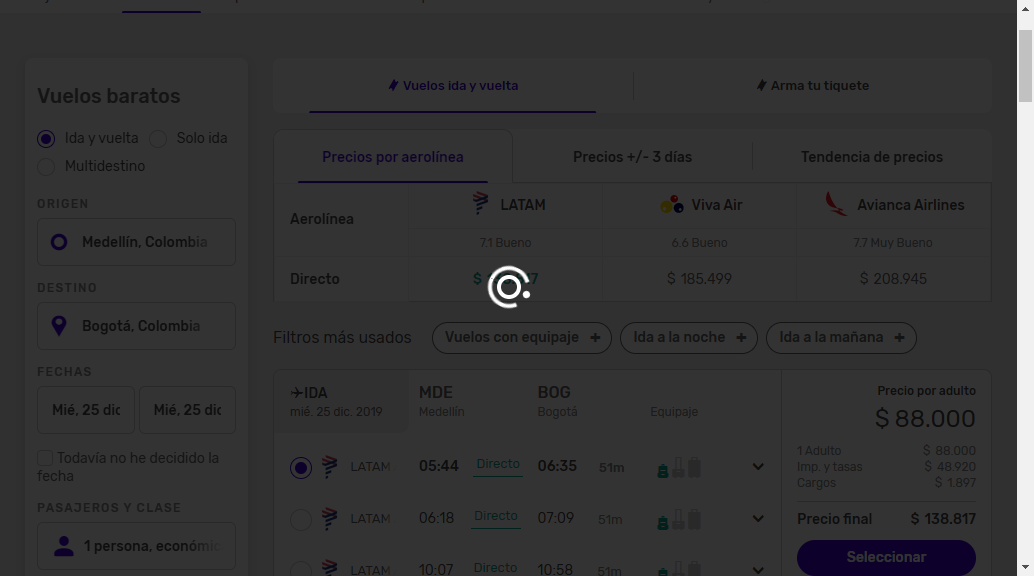 Vuelos ida y vuelta
Arma tu tiquete
Vuelos baratos
Ida y vuelta
Solo ida
Multidestino
ORIGEN
Medellín, Colombia
DESTINO
Bogotá, Colombia
FECHAS
Mié, 25 dic
Mié, 25 dic
Todavía no he decidido la
fecha
PASAJEROS Y CLASE
1 persona, económic
Precios por aerolínea
Precios +/- 3 días
Tendencia de precios
Aerolínea
LATAM
Viva Air
Avianca Airlines
7.1 Bueno
6.6 Bueno
7.7 Muy Bueno
Directo
$ 185.499
$ 208.945
Filtros más usados
Vuelos con equipaje +
Ida a la noche +
Ida a la mañana +
IDA
mié. 25 dic. 2019
MDE
Medellín
BOG
Bogotá
Equipaje
LATAM 05:44 Directo 06:35 51m
LATAM 06:18 Directo 07:09 51m
LATAM 10:07 Directo 10:58 51m
Precio por adulto
$ 88.000
1 Adulto $ 88.000
Imp. y tasas $ 48.920
Cargos $ 1.897
Precio final $ 138.817
Seleccionar